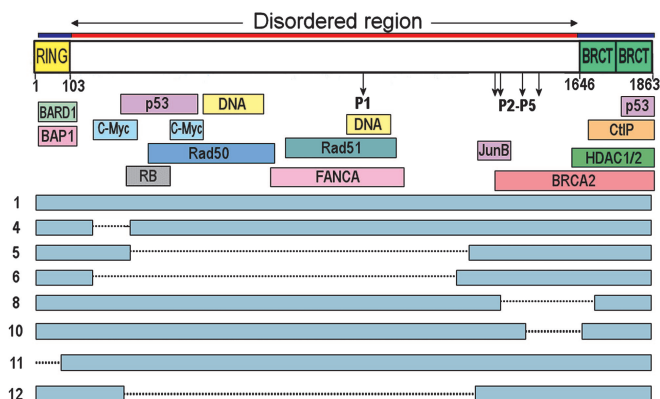 Disordered region
RING BRCT BRCT
1 103 1646 1863
P1 P2-P5
BARD1 p53 DNA p53
BAP1 C-Myc C-Myc DNA CtIP
Rad50 Rad51 JunB HDAC1/2
RB FANCA BRCA2
1
4
5
6
8
10
11
12